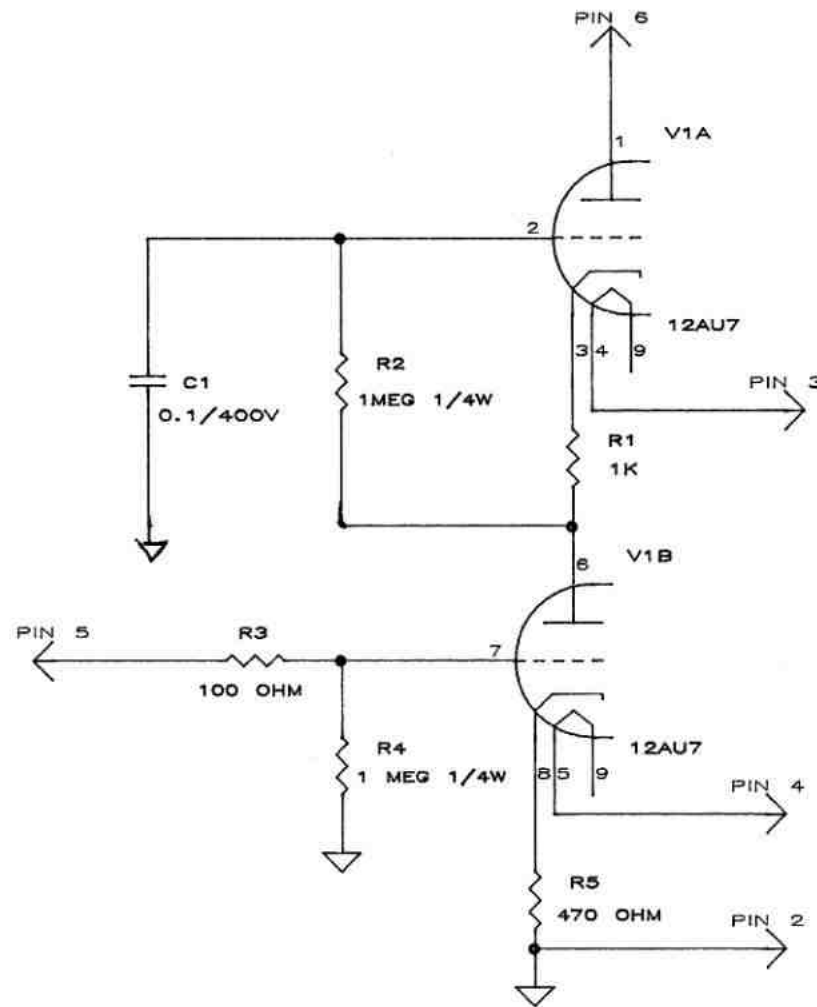 PIN 6
1
V1A
2
12AU7
3 4 9
R2
1MEG 1/4W
C1
0.1/400V
PIN 3
R1
1K
V1B
6
PIN 5
R3
7
100 OHM
R4
1 MEG 1/4W
12AU7
8 5 9
PIN 4
R5
470 OHM
PIN 2